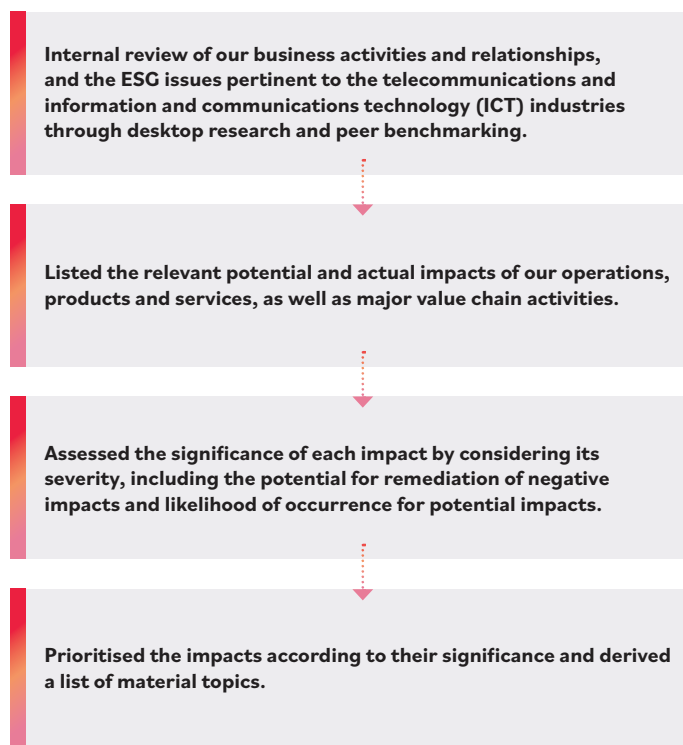 Internal review of our business activities and relationships,
and the ESG issues pertinent to the telecommunications and
information and communications technology (ICT) industries
through desktop research and peer benchmarking.
Listed the relevant potential and actual impacts of our operations,
products and services, as well as major value chain activities.
Assessed the significance of each impact by considering its
severity, including the potential for remediation of negative
impacts and likelihood of occurrence for potential impacts.
Prioritised the impacts according to their significance and derived
a list of material topics.